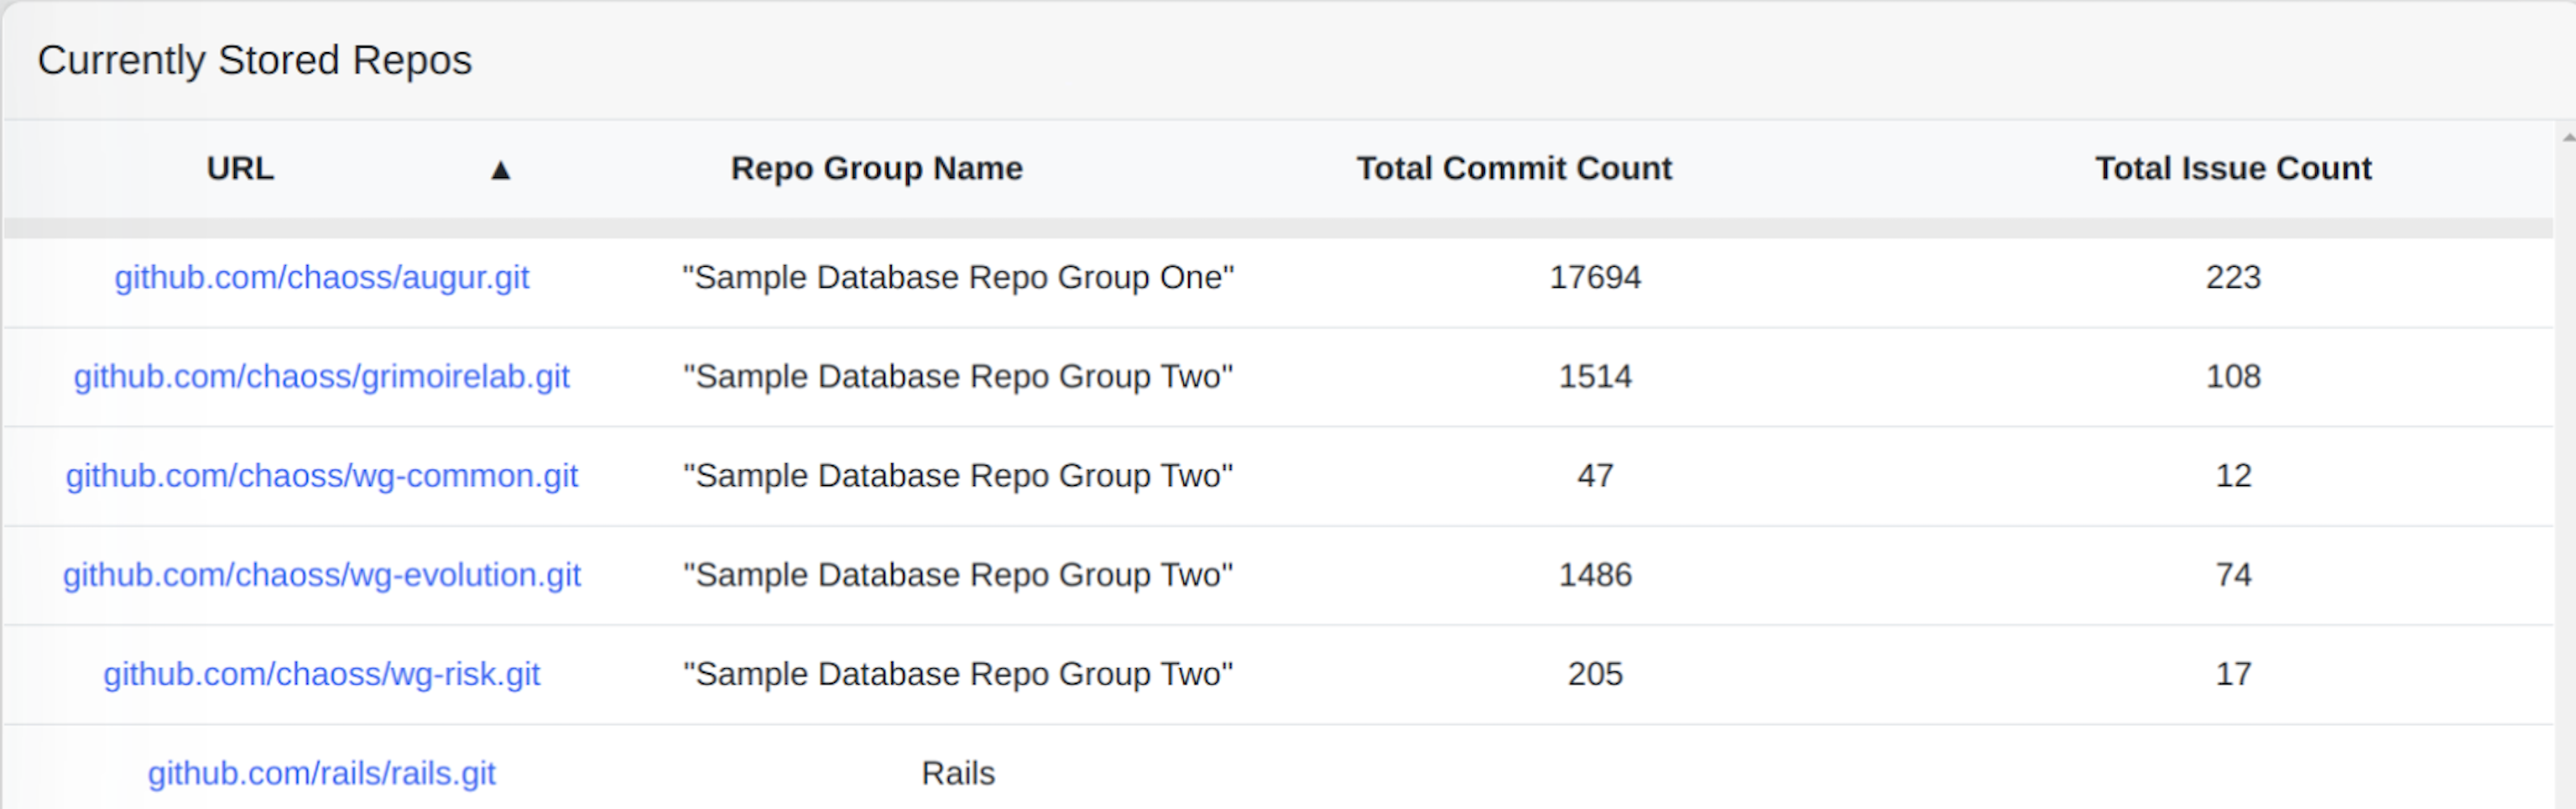 Currently Stored Repos
URL ▲ Repo Group Name Total Commit Count Total Issue Count
github.com/chaoss/augur.git "Sample Database Repo Group One" 17694 223
github.com/chaoss/grimoirelab.git "Sample Database Repo Group Two" 1514 108
github.com/chaoss/wg-common.git "Sample Database Repo Group Two" 47 12
github.com/chaoss/wg-evolution.git "Sample Database Repo Group Two" 1486 74
github.com/chaoss/wg-risk.git "Sample Database Repo Group Two" 205 17
github.com/rails/rails.git Rails